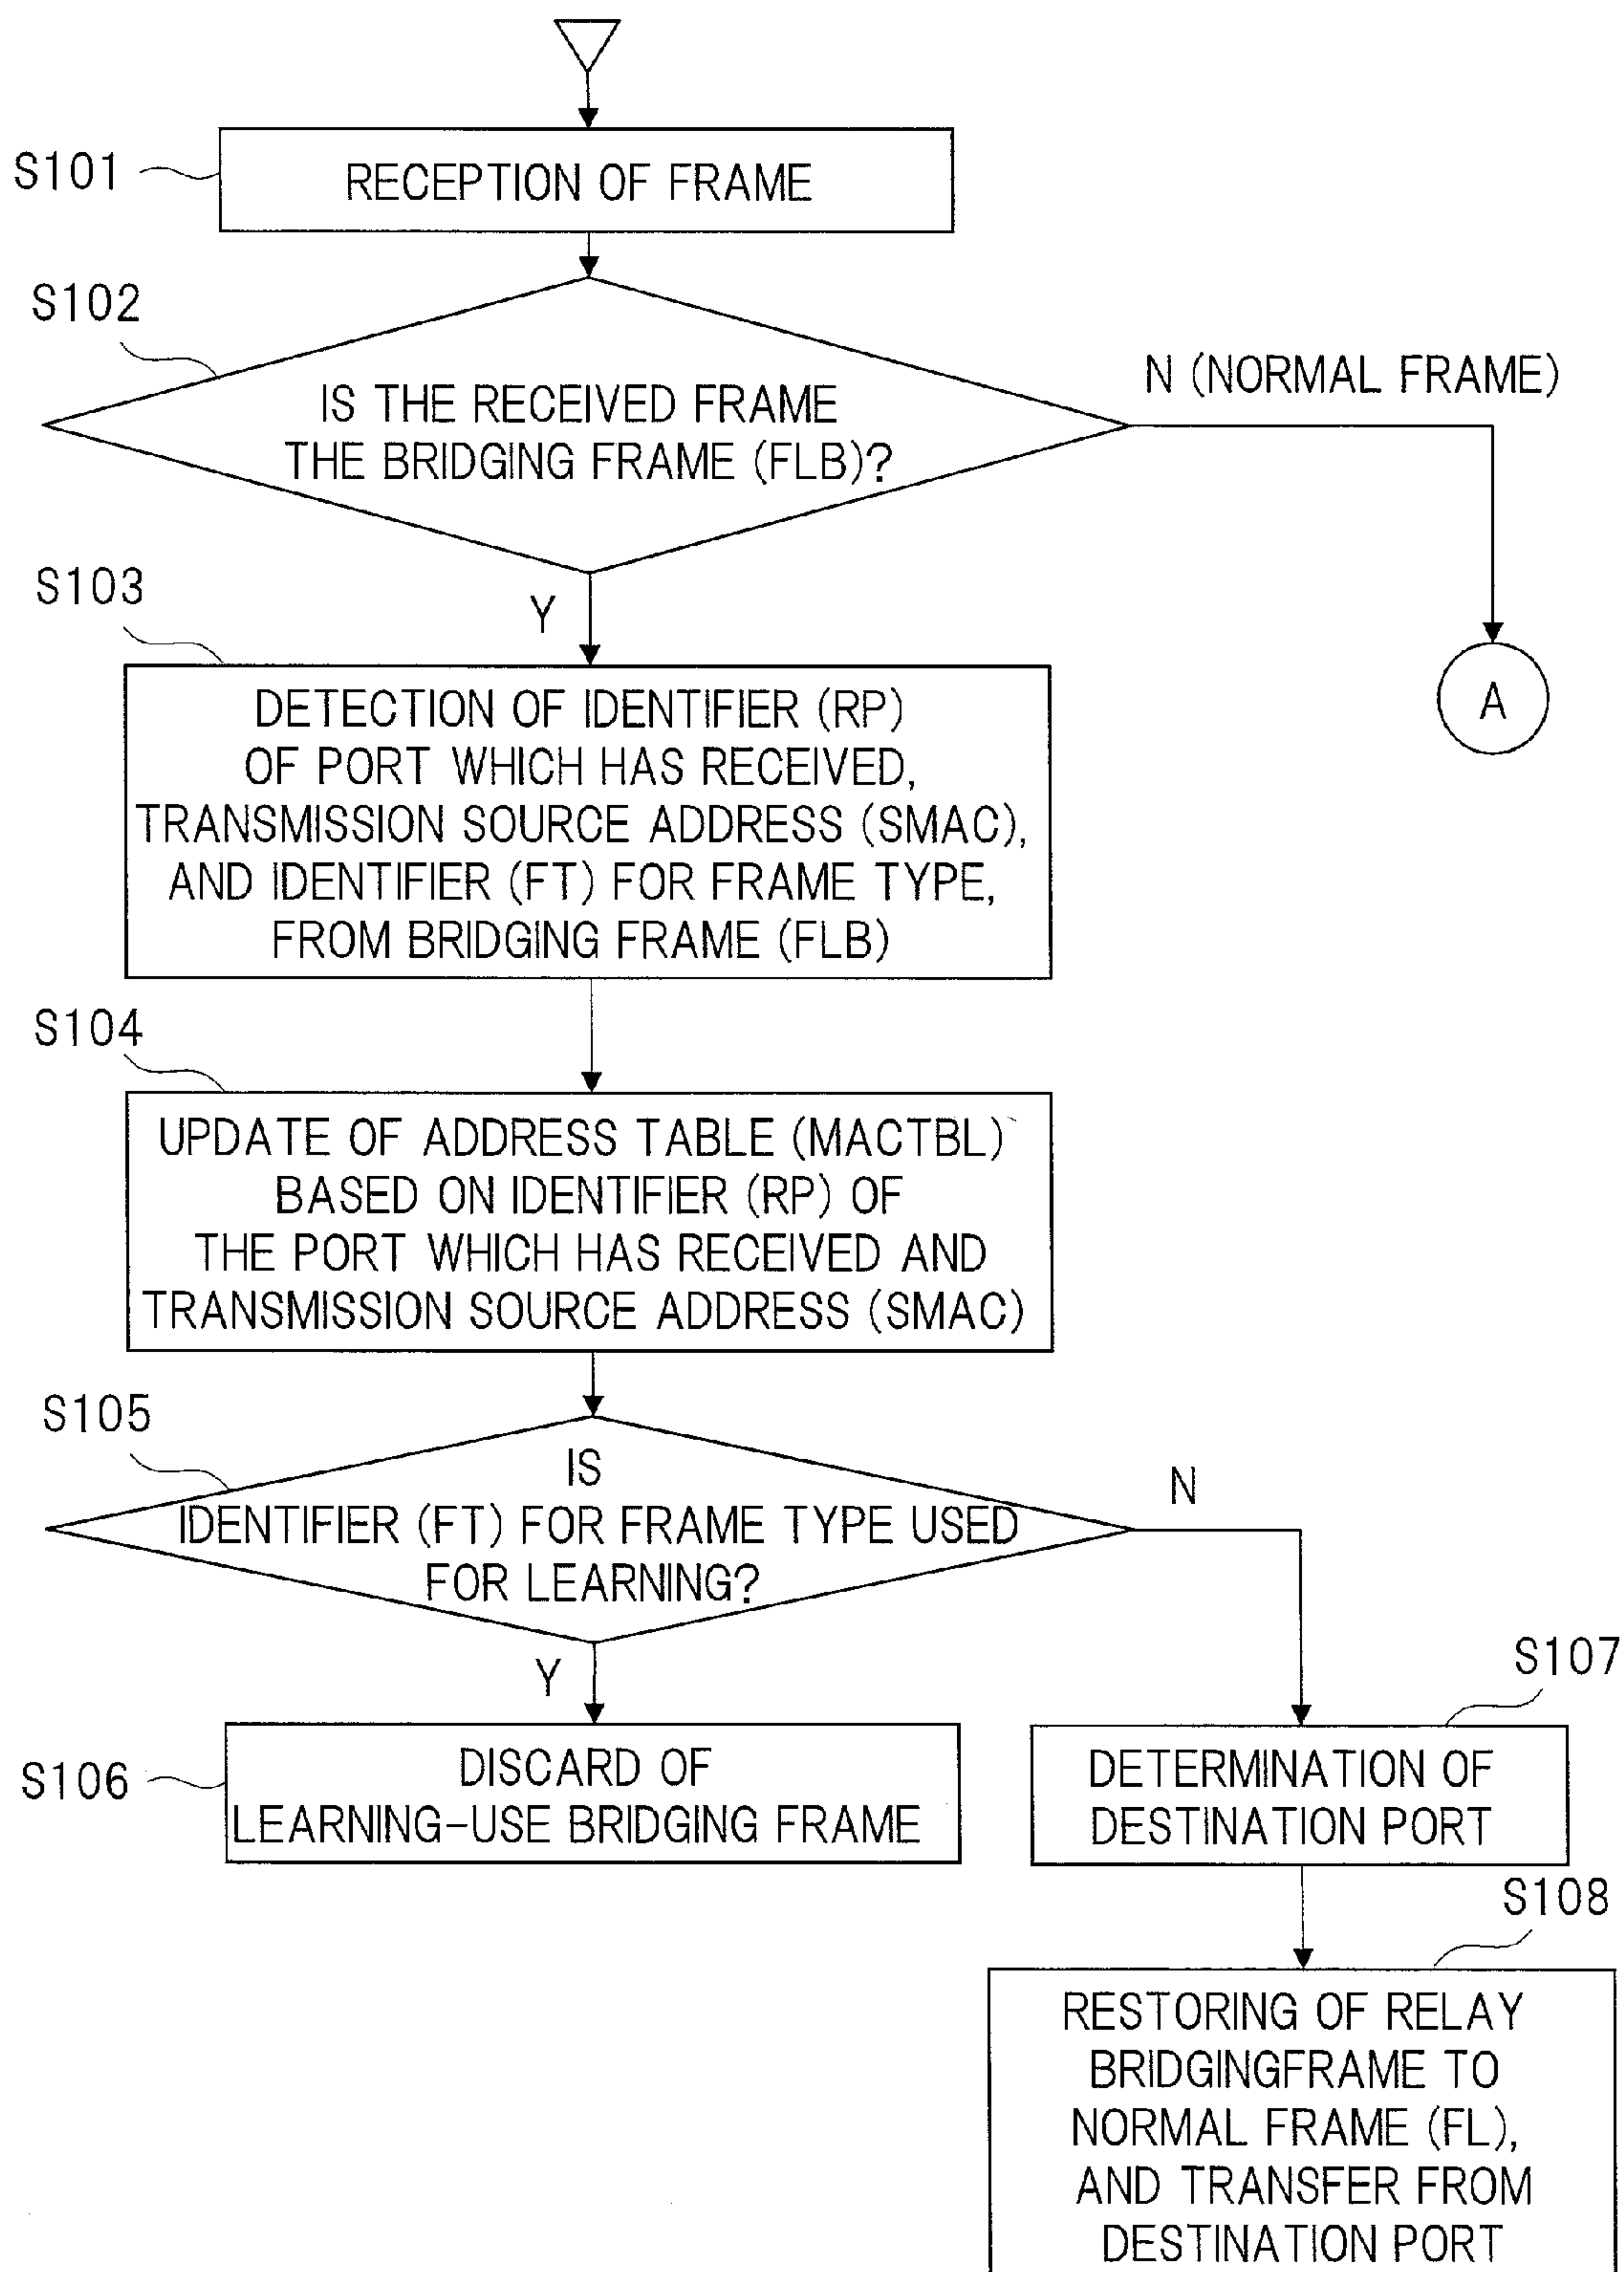 S101
RECEPTION OF FRAME
S102
IS THE RECEIVED FRAME
THE BRIDGING FRAME (FLB)?
N (NORMAL FRAME)
A
S103
Y
DETECTION OF IDENTIFIER (RP)
OF PORT WHICH HAS RECEIVED,
TRANSMISSION SOURCE ADDRESS (SMAC),
AND IDENTIFIER (FT) FOR FRAME TYPE,
FROM BRIDGING FRAME (FLB)
S104
UPDATE OF ADDRESS TABLE (MACTBL)
BASED ON IDENTIFIER (RP) OF
THE PORT WHICH HAS RECEIVED AND
TRANSMISSION SOURCE ADDRESS (SMAC)
S105
IS
IDENTIFIER (FT) FOR FRAME TYPE USED
FOR LEARNING?
N
Y
S106
DISCARD OF
LEARNING-USE BRIDGING FRAME
S107
DETERMINATION OF
DESTINATION PORT
S108
RESTORING OF RELAY
BRIDGINGFRAME TO
NORMAL FRAME (FL),
AND TRANSFER FROM
DESTINATION PORT